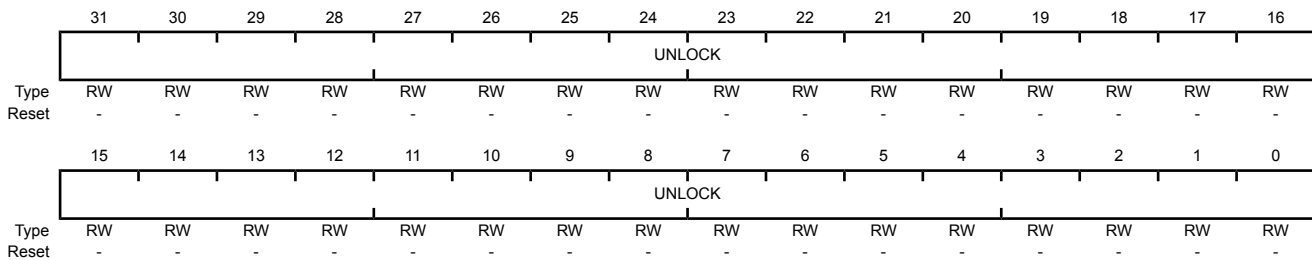 31 30 29 28 27 26 25 24 23 22 21 20 19 18 17 16
UNLOCK
Type RW RW RW RW RW RW RW RW RW RW RW RW RW RW RW RW
Reset - - - - - - - - - - - - - - - -
15 14 13 12 11 10 9 8 7 6 5 4 3 2 1 0
UNLOCK
Type RW RW RW RW RW RW RW RW RW RW RW RW RW RW RW RW
Reset - - - - - - - - - - - - - - - -